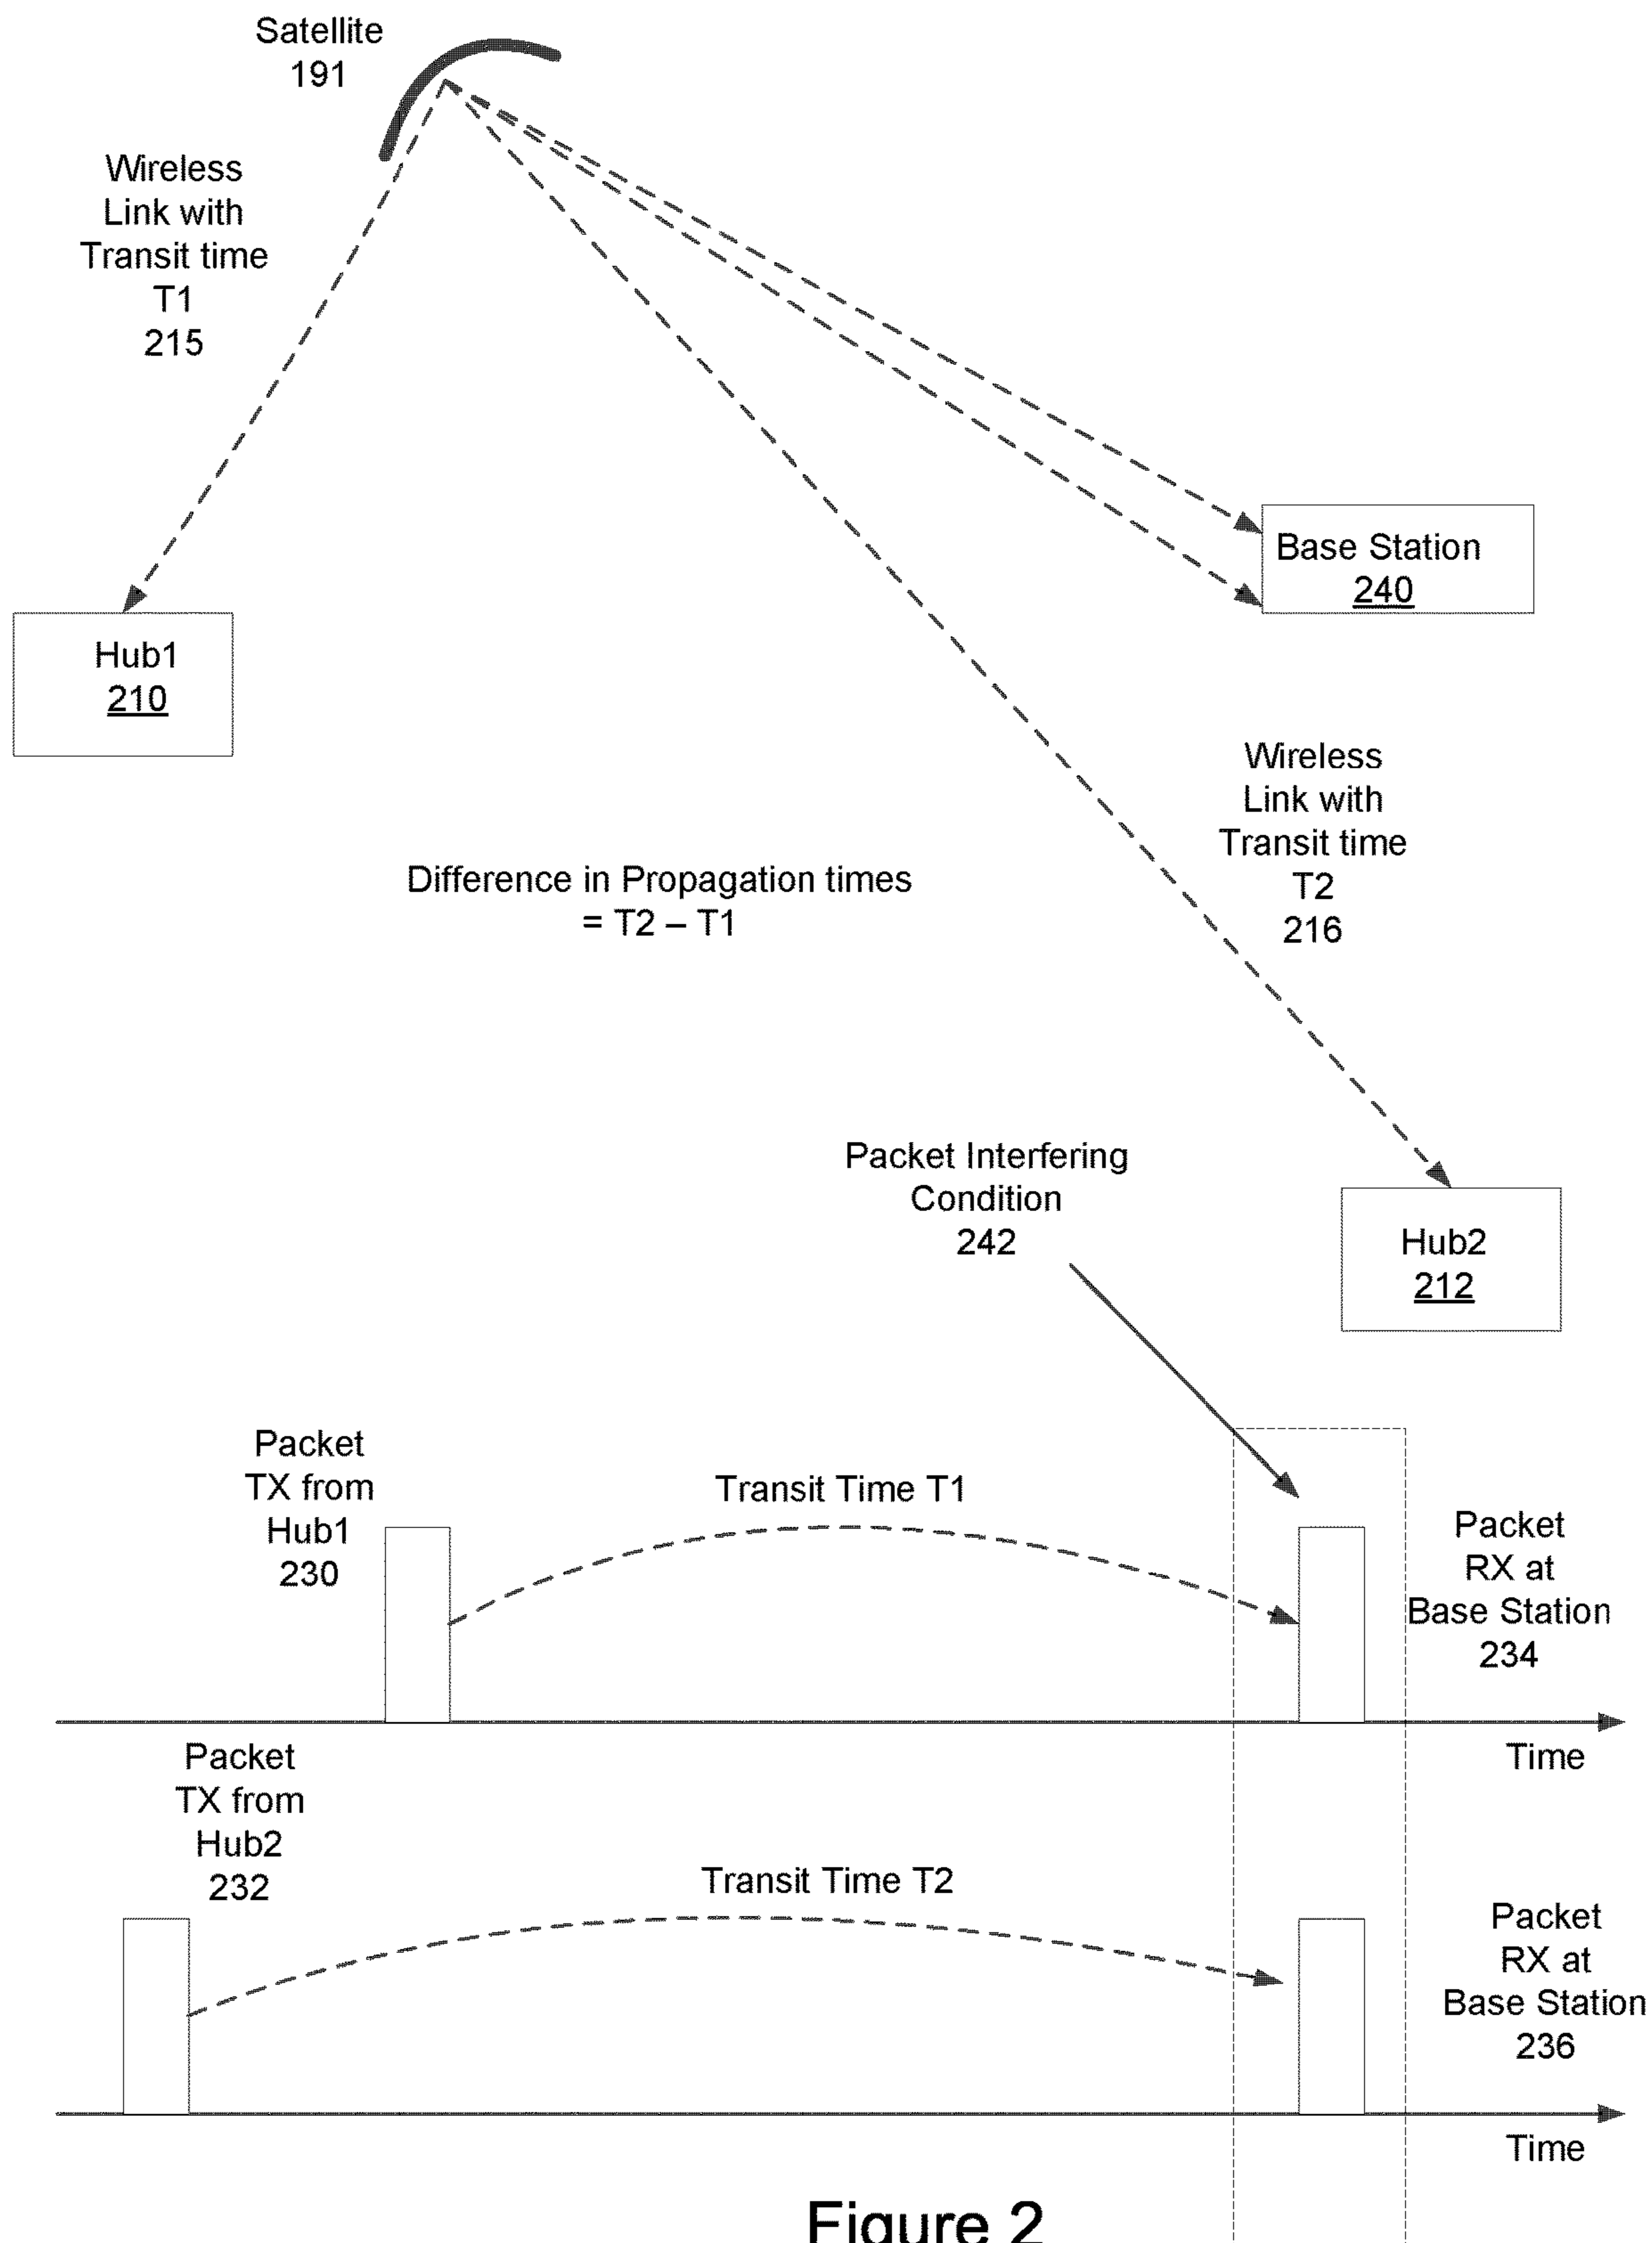 Satellite
191
Wireless
Link with
Transit time
T1
215
Base Station
240
Hub1
210
Wireless
Link with
Transit time
T2
216
Difference in Propagation times
= T2 – T1
Packet Interfering
Condition
242
Hub2
212
Packet
TX from
Hub1
230
Transit Time T1
Packet
RX at
Base Station
234
Time
Packet
TX from
Hub2
232
Transit Time T2
Packet
RX at
Base Station
236
Time
Figure 2